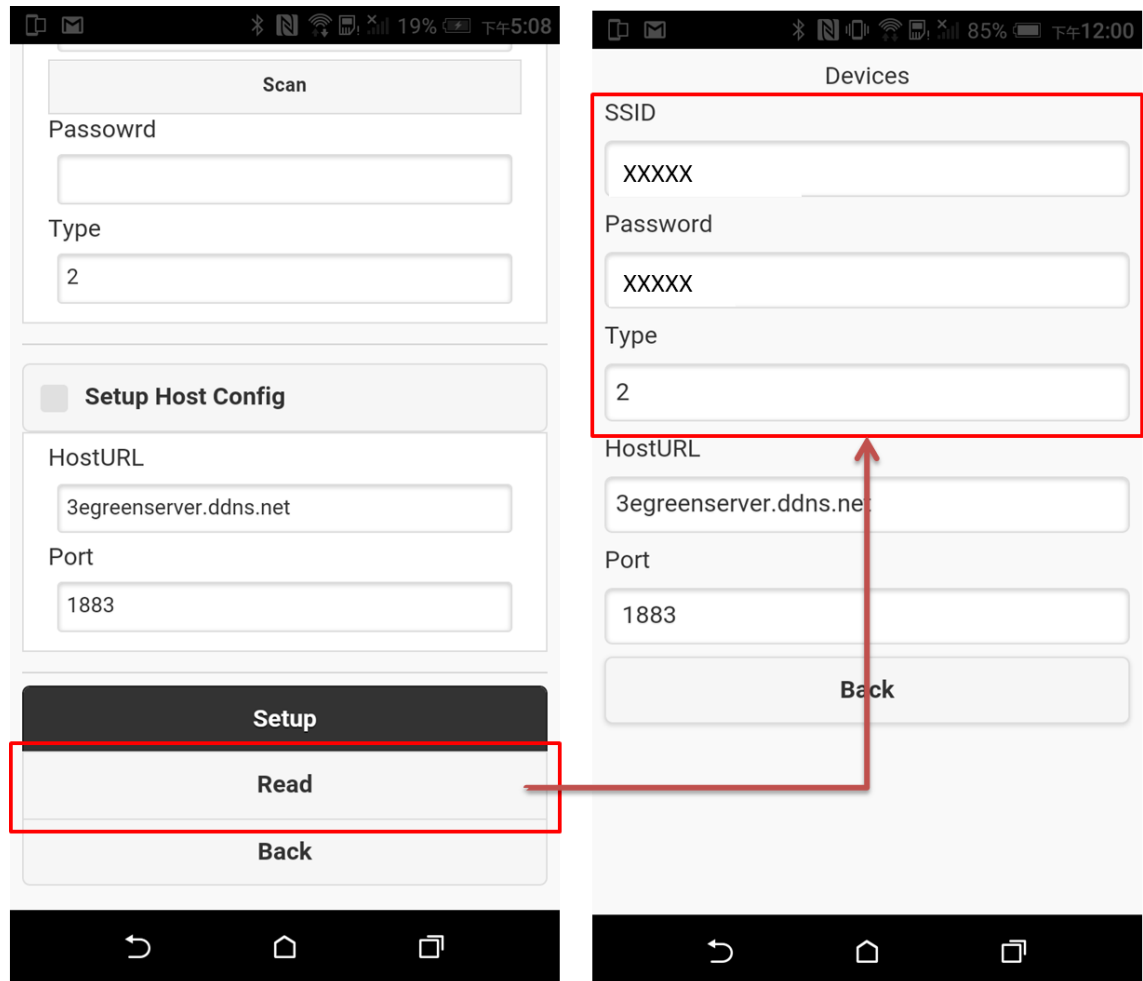 19% 下午5:08
Scan
Passowrd
Type
2
Setup Host Config
HostURL
3egreenserver.ddns.net
Port
1883
Setup
Read
Back
85% 下午12:00
Devices
SSID
XXXXX
Password
XXXXX
Type
2
HostURL
3egreenserver.ddns.net
Port
1883
Back